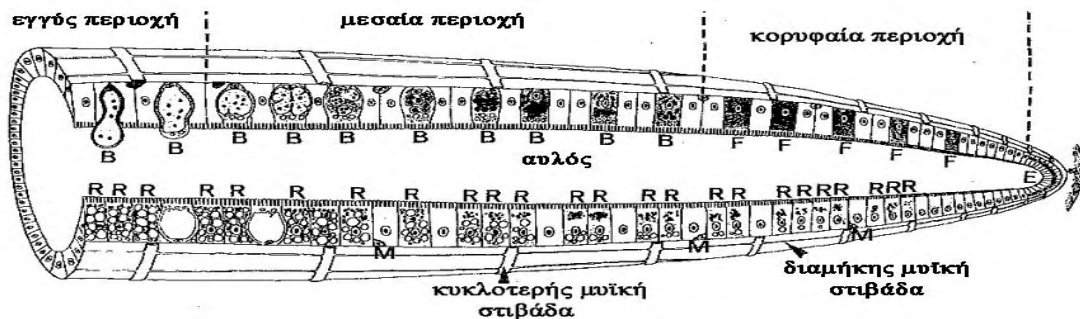 εγγύς περιοχή μεσαία περιοχή
κορυφαία περιοχή
B B B B B B B B B B F F F F F
αυλός
E
R R R R R R R R R R R R R R R R R R R R R R R
M M M
κυκλοτερής μυϊκή
στιβάδα
διαμήκης μυϊκή
στιβάδα